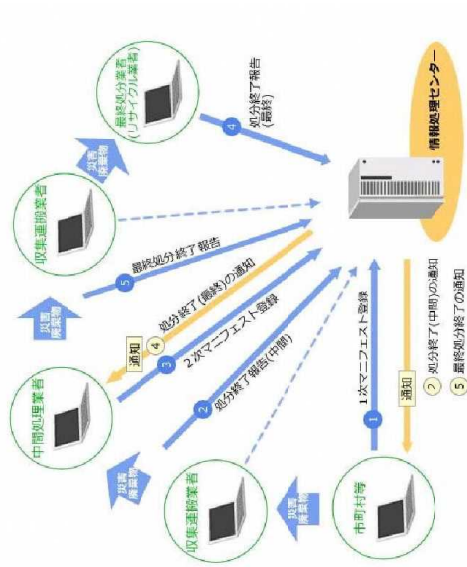 市町村等
災害
廃棄物
収集運搬業者
災害
廃棄物
中間処理業者
災害
廃棄物
収集運搬業者
災害
廃棄物
最終処分業者
(リサイクル業者)
① 1次マニフェスト登録
② 処分終了報告(中間)
③ 2次マニフェスト登録
通知
④ 処分終了(最終)の通知
⑤ 最終処分終了報告
④ 処分終了報告
(最終)
通知
② 処分終了(中間)の通知
⑤ 最終処分終了の通知
情報処理センター